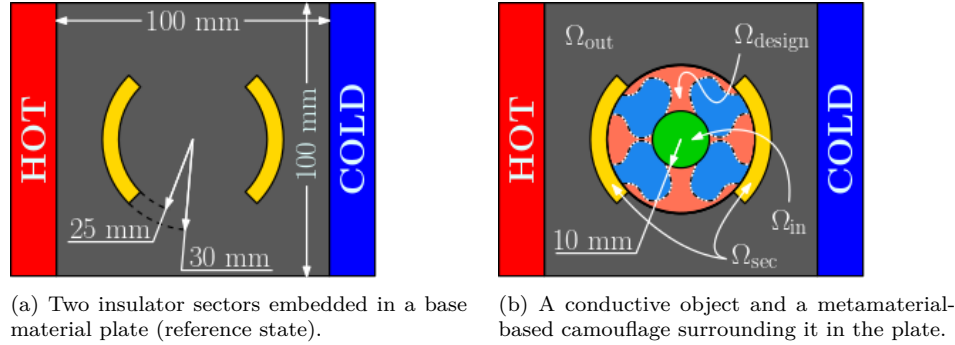 HOT
100 mm
100 mm
COLD
25 mm
30 mm
(a) Two insulator sectors embedded in a base
material plate (reference state).
HOT
Ωout
Ωdesign
COLD
10 mm
Ωin
Ωsec
(b) A conductive object and a metamaterial-
based camouflage surrounding it in the plate.